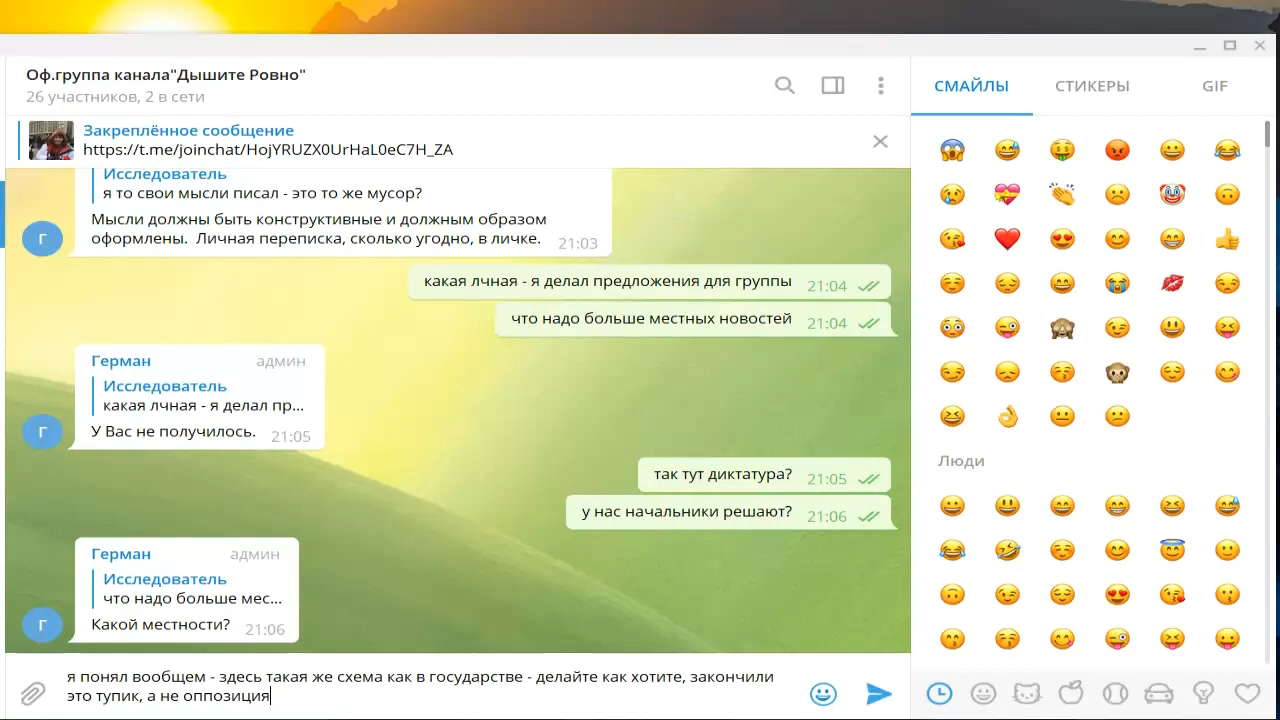 Оф.группа канала"Дышите Ровно"
26 участников, 2 в сети
СМАЙЛЫ
СТИКЕРЫ
GIF
Закреплённое сообщение
https://t.me/joinchat/HojYRUZX0UrHaL0eC7H_ZA
Исследователь
я то свои мысли писал - это то же мусор?
Мысли должны быть конструктивные и должным образом
оформлены. Личная переписка, сколько угодно, в личке. 21:03
Г
какая лчная - я делал предложения для группы 21:04
что надо больше местных новостей 21:04
Герман админ
Исследователь
какая лчная - я делал пр...
У Вас не получилось. 21:05
Г
так тут диктатура? 21:05
у нас начальники решают? 21:06
Герман админ
Исследователь
что надо больше мес...
Какой местности? 21:06
Г
я понял вообщем - здесь такая же схема как в государстве - делайте как хотите, закончили
это тупик, а не оппозиция
Люди